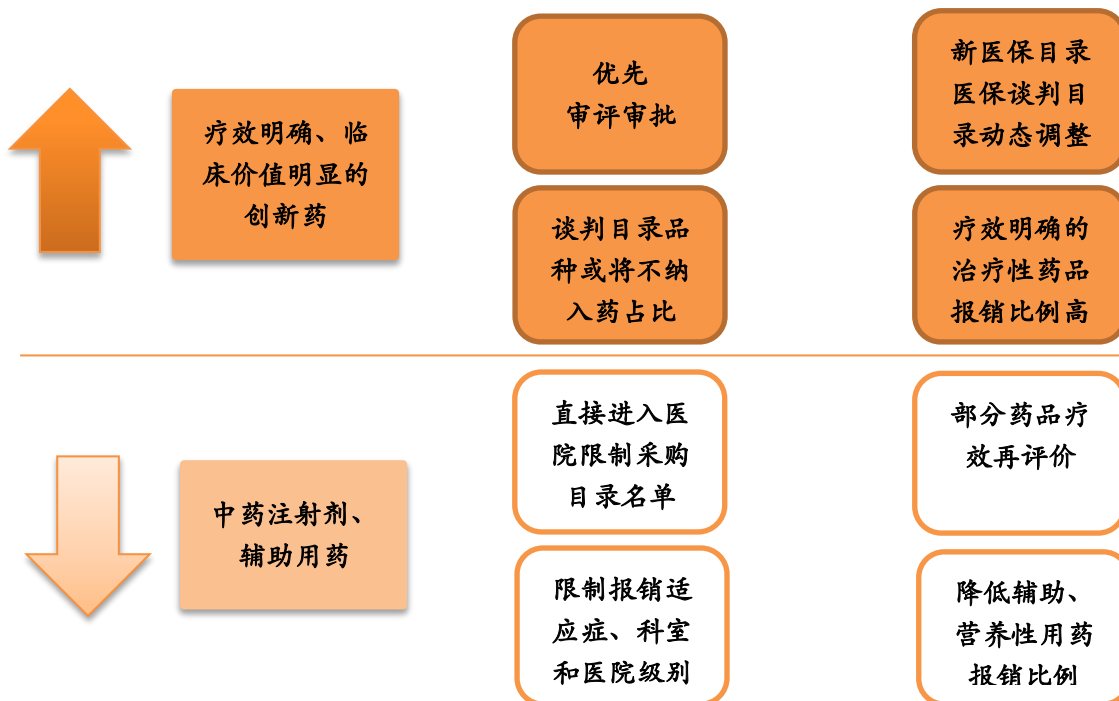 疗效明确、临
床价值明显的
创新药
优先
审评审批
新医保目录
医保谈判目
录动态调整
谈判目录品
种或将不纳
入药占比
疗效明确的
治疗性药品
报销比例高
中药注射剂、
辅助用药
直接进入医
院限制采购
目录名单
部分药品疗
效再评价
限制报销适
应症、科室
和医院级别
降低辅助、
营养性用药
报销比例